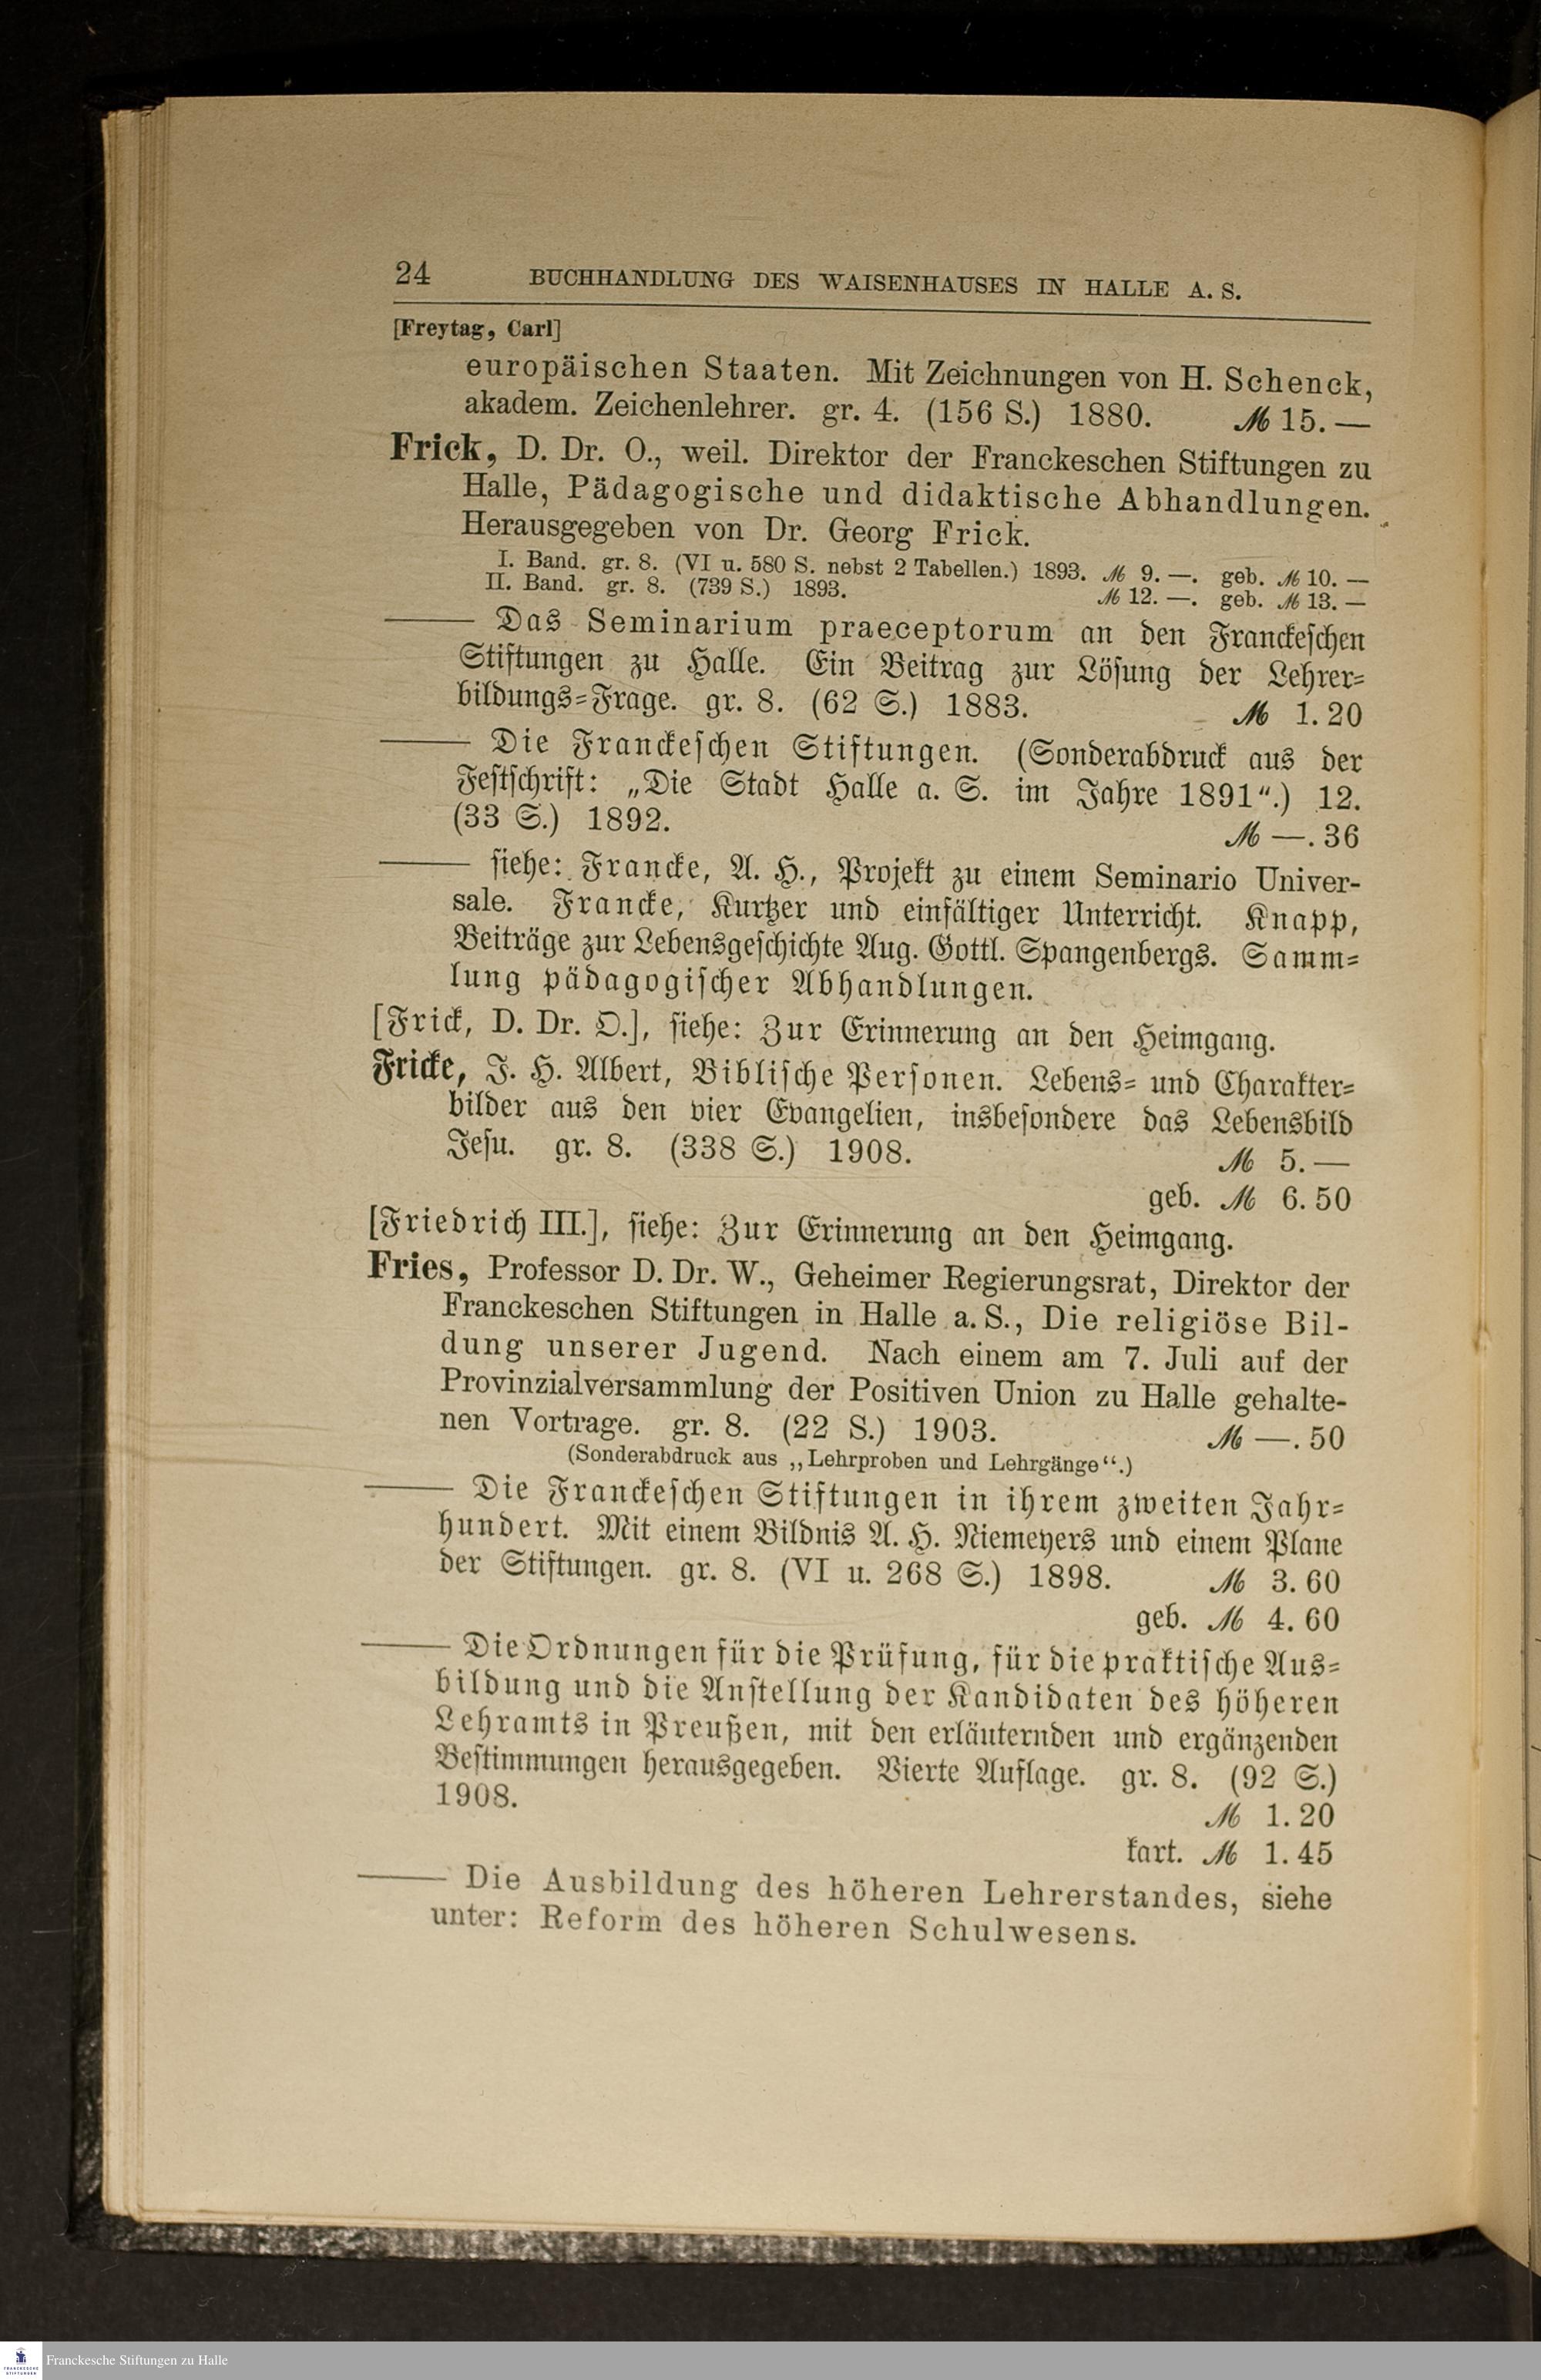 24 BUCHHANDLUNG DES WAISENHAUSES IN HALLE A. S.
[Freytag, Carl]
europäischen Staaten. Mit Zeichnungen von H. Schenck,
akadem. Zeichenlehrer. gr. 4. (156 S.) 1880. ℳ 15. —
Frick, D. Dr. O., weil. Direktor der Franckeschen Stiftungen zu
Halle, Pädagogische und didaktische Abhandlungen.
Herausgegeben von Dr. Georg Frick.
I. Band. gr. 8. (VI u. 580 S. nebst 2 Tabellen.) 1893. ℳ 9. —. geb. ℳ 10. —
II. Band. gr. 8. (739 S.) 1893. ℳ 12. —. geb. ℳ 13. —
—— Das Seminarium praeceptorum an den Franckeschen
Stiftungen zu Halle. Ein Beitrag zur Lösung der Lehrer-
bildungs-Frage. gr. 8. (62 S.) 1883. ℳ 1. 20
—— Die Franckeschen Stiftungen. (Sonderabdruck aus der
Festschrift: „Die Stadt Halle a. S. im Jahre 1891“.) 12.
(33 S.) 1892. ℳ —. 36
—— siehe: Francke, A. H., Projekt zu einem Seminario Univer-
sale. Francke, Kurtzer und einfältiger Unterricht. Knapp,
Beiträge zur Lebensgeschichte Aug. Gottl. Spangenbergs. Samm-
lung pädagogischer Abhandlungen.
[Frick, D. Dr. O.], siehe: Zur Erinnerung an den Heimgang.
Fricke, J. H. Albert, Biblische Personen. Lebens- und Charakter-
bilder aus den vier Evangelien, insbesondere das Lebensbild
Jesu. gr. 8. (338 S.) 1908. ℳ 5. —
geb. ℳ 6. 50
[Friedrich III.], siehe: Zur Erinnerung an den Heimgang.
Fries, Professor D. Dr. W., Geheimer Regierungsrat, Direktor der
Franckeschen Stiftungen in Halle a. S., Die religiöse Bil-
dung unserer Jugend. Nach einem am 7. Juli auf der
Provinzialversammlung der Positiven Union zu Halle gehalte-
nen Vortrage. gr. 8. (22 S.) 1903. ℳ —. 50
(Sonderabdruck aus „Lehrproben und Lehrgänge“.)
—— Die Franckeschen Stiftungen in ihrem zweiten Jahr-
hundert. Mit einem Bildnis A. H. Niemeyers und einem Plane
der Stiftungen. gr. 8. (VI u. 268 S.) 1898. ℳ 3. 60
geb. ℳ 4. 60
—— Die Ordnungen für die Prüfung, für die praktische Aus-
bildung und die Anstellung der Kandidaten des höheren
Lehramts in Preußen, mit den erläuternden und ergänzenden
Bestimmungen herausgegeben. Vierte Auflage. gr. 8. (92 S.)
1908. ℳ 1. 20
kart. ℳ 1. 45
—— Die Ausbildung des höheren Lehrerstandes, siehe
unter: Reform des höheren Schulwesens.
FRANCKESCHE
STIFTUNGEN
Franckesche Stiftungen zu Halle